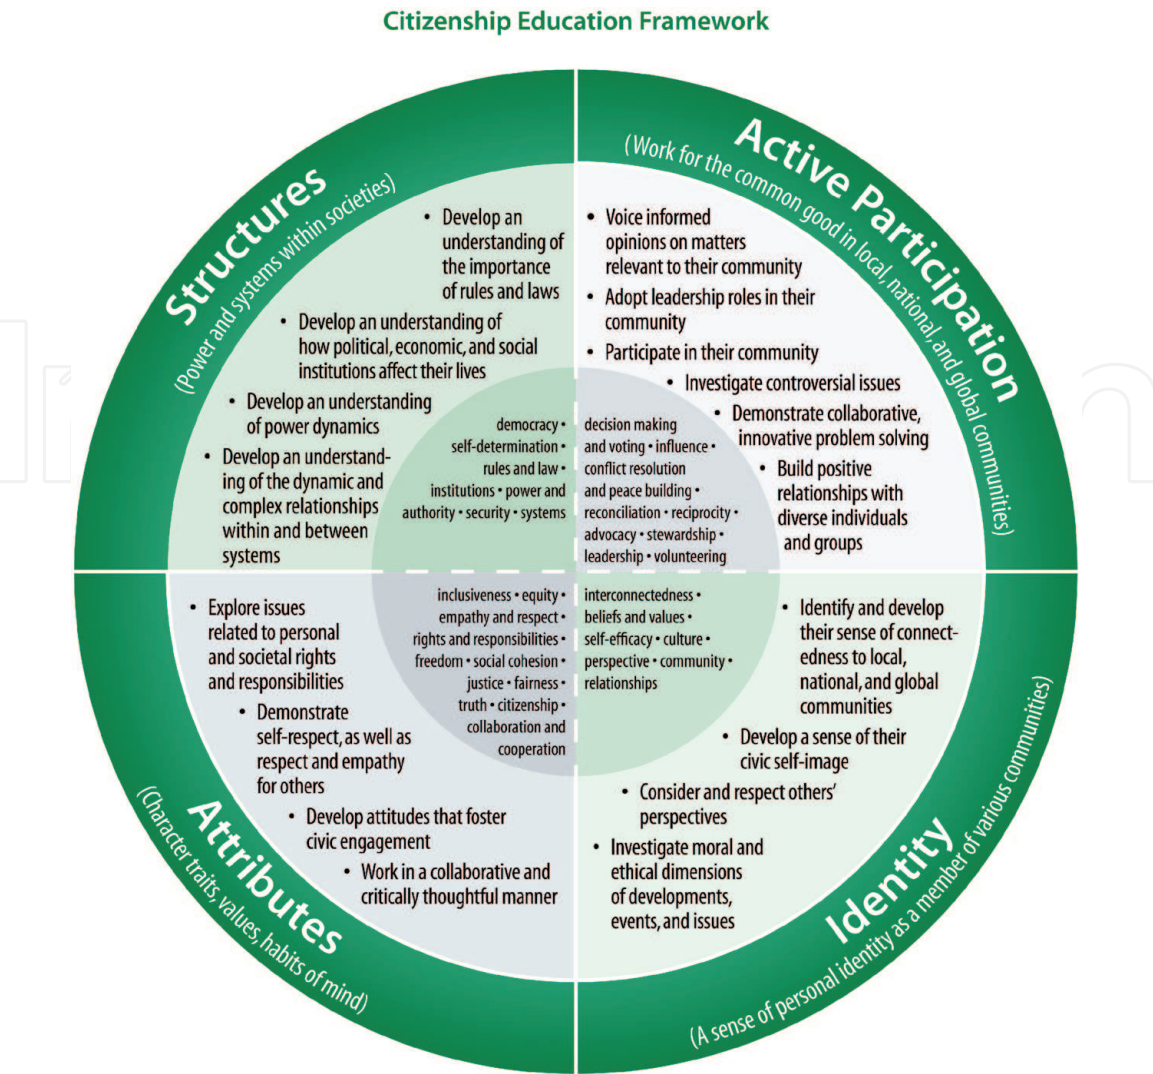 Citizenship Education Framework
Structures
(Power and systems within societies)
• Develop an
understanding of
the importance
of rules and laws
• Develop an understanding of
how political, economic, and social
institutions affect their lives
• Develop an understanding
of power dynamics
• Develop an understand-
ing of the dynamic and
complex relationships
within and between
systems
democracy •
self-determination •
rules and law •
institutions • power and
authority • security • systems
Active Participation
(Work for the common good in local, national, and global communities)
• Voice informed
opinions on matters
relevant to their community
• Adopt leadership roles in their
community
• Participate in their community
• Investigate controversial issues
• Demonstrate collaborative,
innovative problem solving
• Build positive
relationships with
diverse individuals
and groups
decision making
and voting • influence •
conflict resolution
and peace building •
reconciliation • reciprocity •
advocacy • stewardship •
leadership • volunteering
Attributes
(Character traits, values, habits of mind)
• Explore issues
related to personal
and societal rights
and responsibilities
• Demonstrate
self-respect, as well as
respect and empathy
for others
• Develop attitudes that foster
civic engagement
• Work in a collaborative and
critically thoughtful manner
inclusiveness • equity •
empathy and respect •
rights and responsibilities •
freedom • social cohesion •
justice • fairness •
truth • citizenship •
collaboration and
cooperation
Identity
(A sense of personal identity as a member of various communities)
• Identify and develop
their sense of connect-
edness to local,
national, and global
communities
• Develop a sense of their
civic self-image
• Consider and respect others'
perspectives
• Investigate moral and
ethical dimensions
of developments,
events, and issues
interconnectedness •
beliefs and values •
self-efficacy • culture •
perspective • community •
relationships